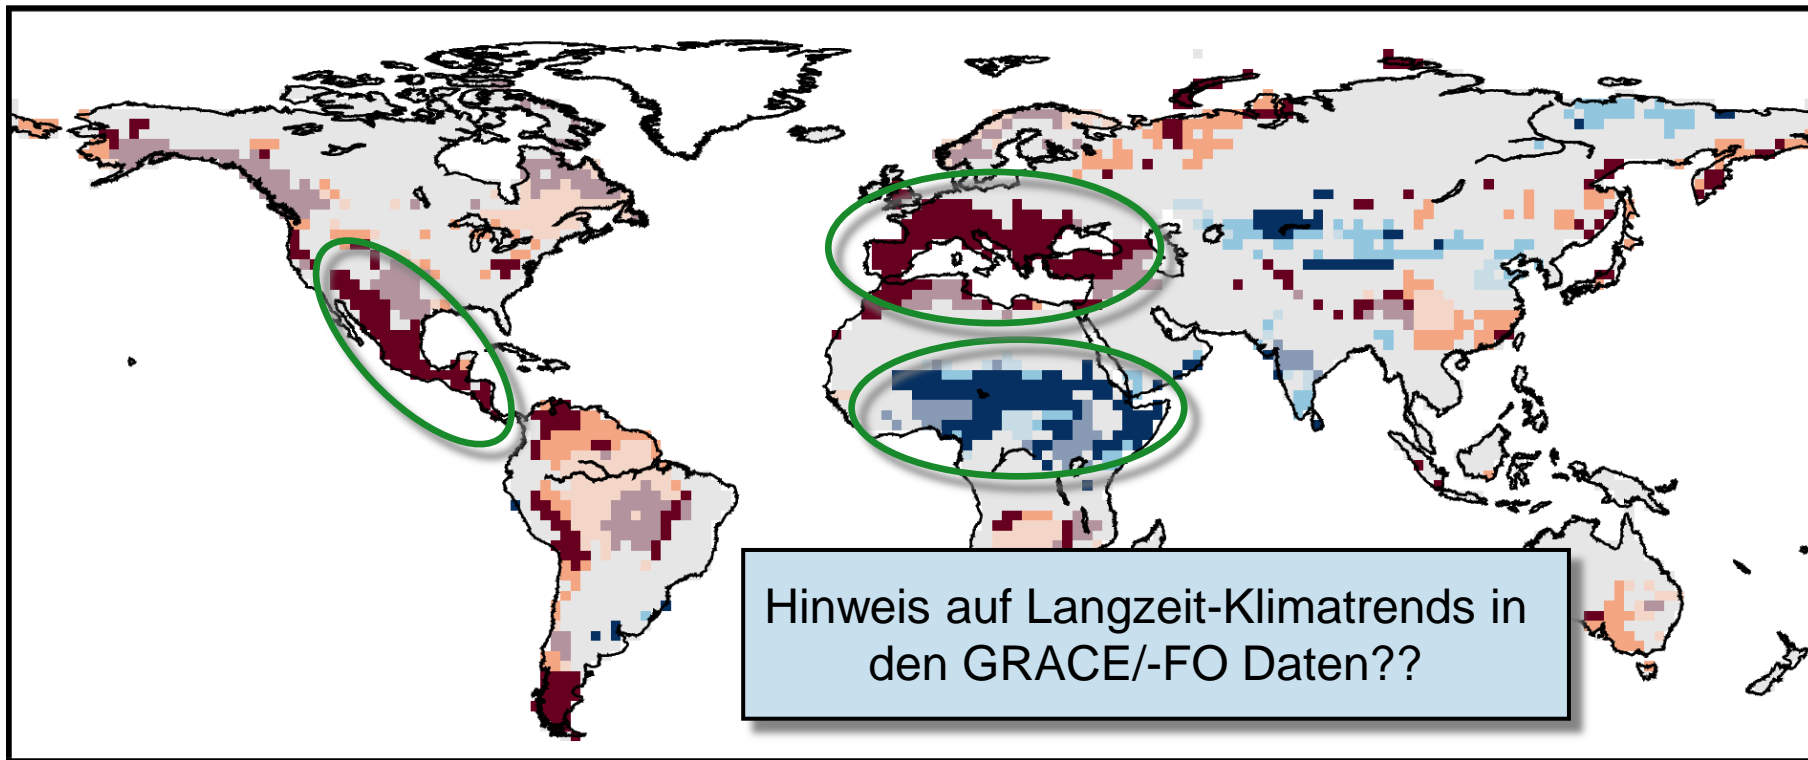 Hinweis auf Langzeit-Klimatrends in
den GRACE/-FO Daten??